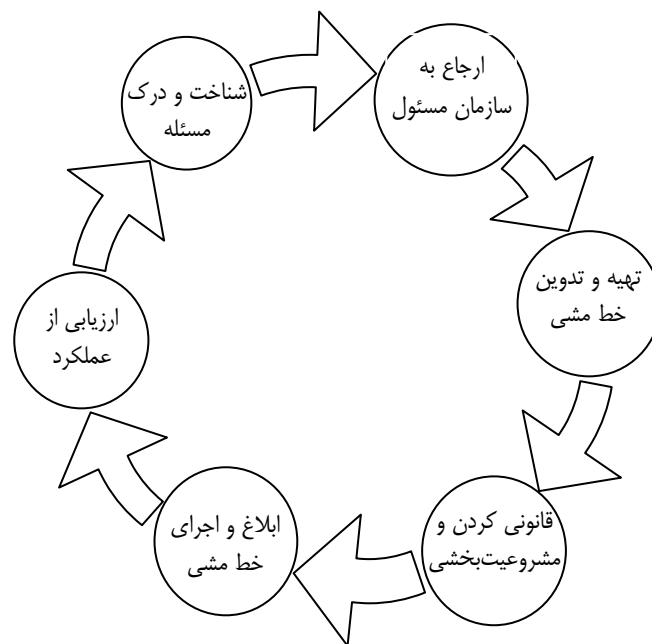 شناخت و درک
مسئله
ارجاع به
سازمان مسئول
تهیه و تدوین
خط مشی
قانونی کردن و
مشروعیت‌بخشی
ابلاغ و اجرای
خط مشی
ارزیابی از
عملکرد